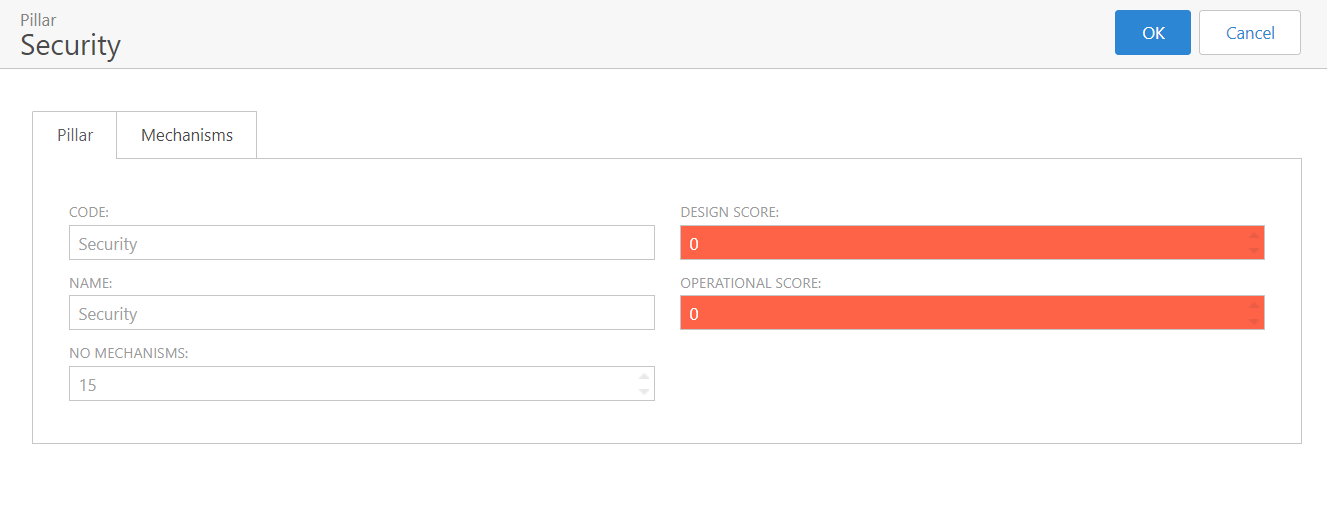 Pillar
Security
OK
Cancel
Pillar
Mechanisms
CODE:
Security
DESIGN SCORE:
0
NAME:
Security
OPERATIONAL SCORE:
0
NO MECHANISMS:
15